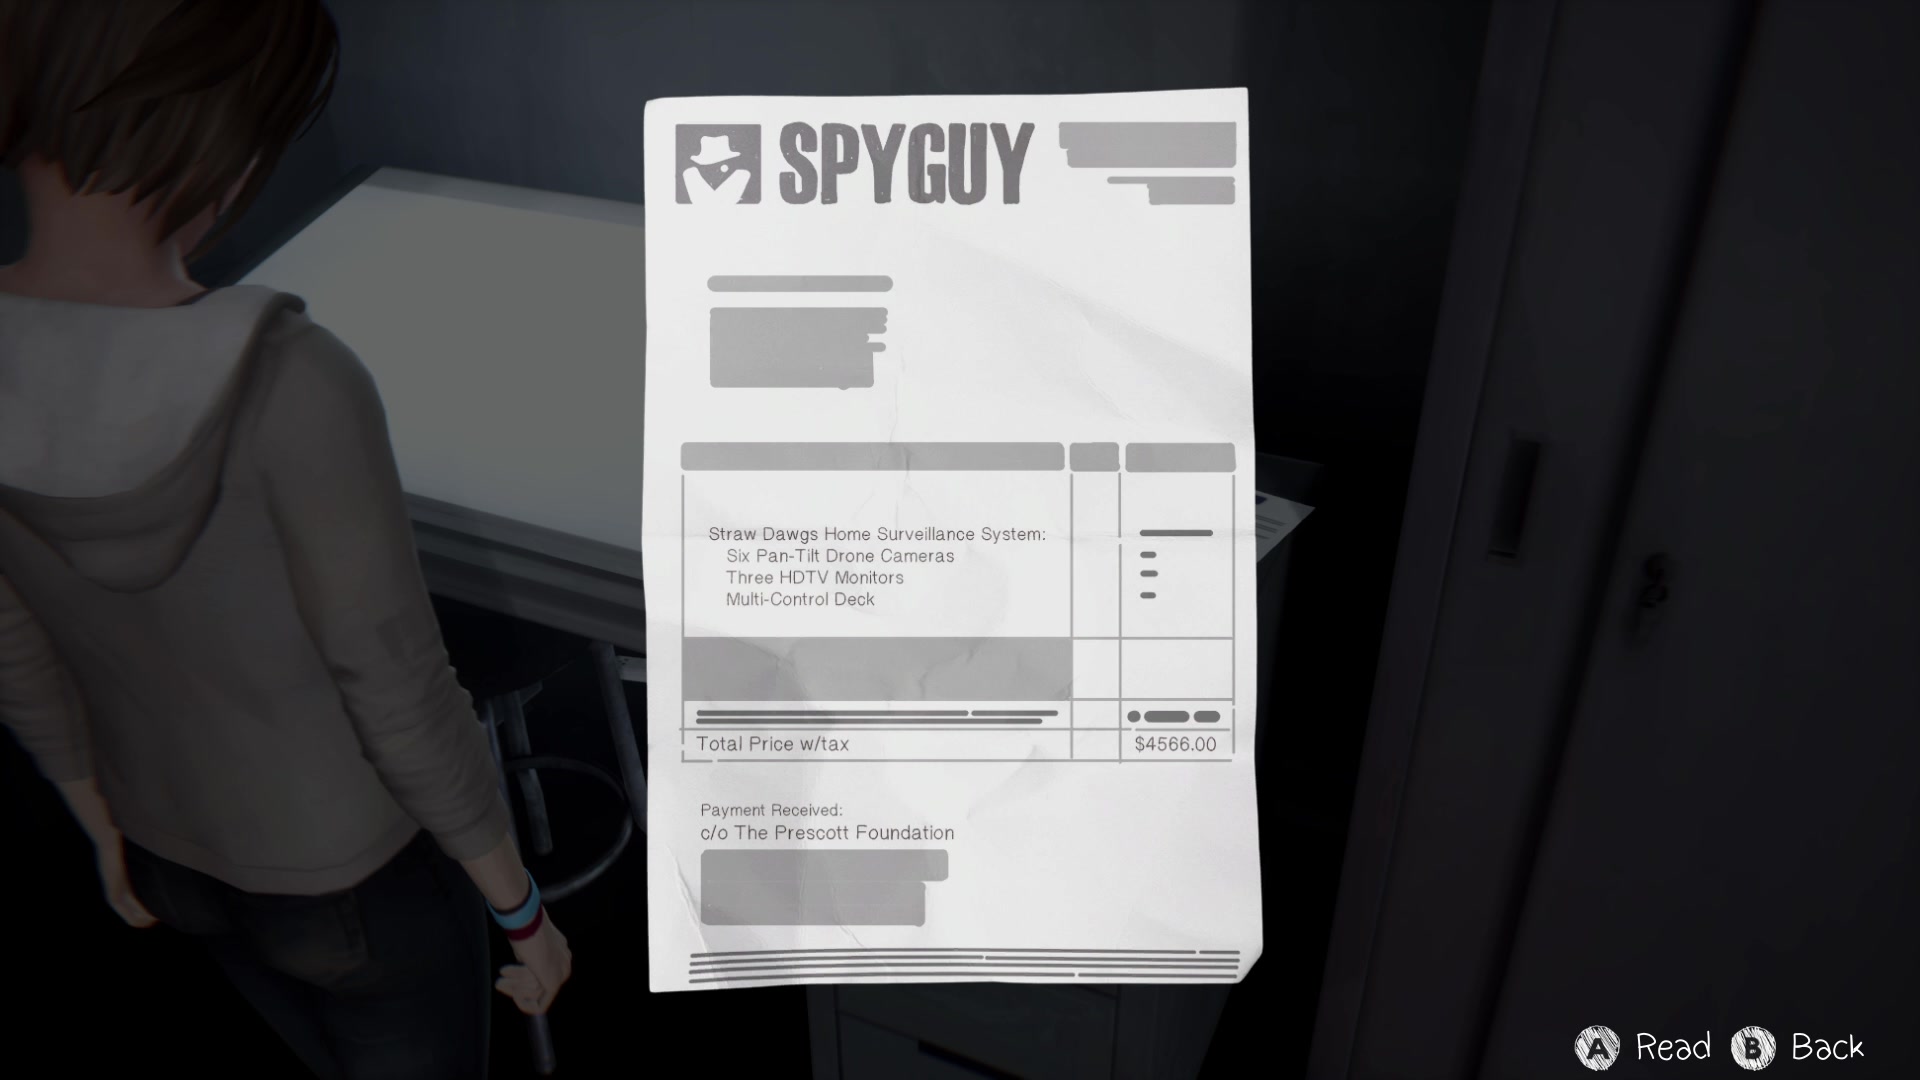 SPYGUY
Straw Dawgs Home Surveillance System:
Six Pan-Tilt Drone Cameras
Three HDTV Monitors
Multi-Control Deck
Total Price w/tax $4566.00
Payment Received:
c/o The Prescott Foundation
A Read B Back